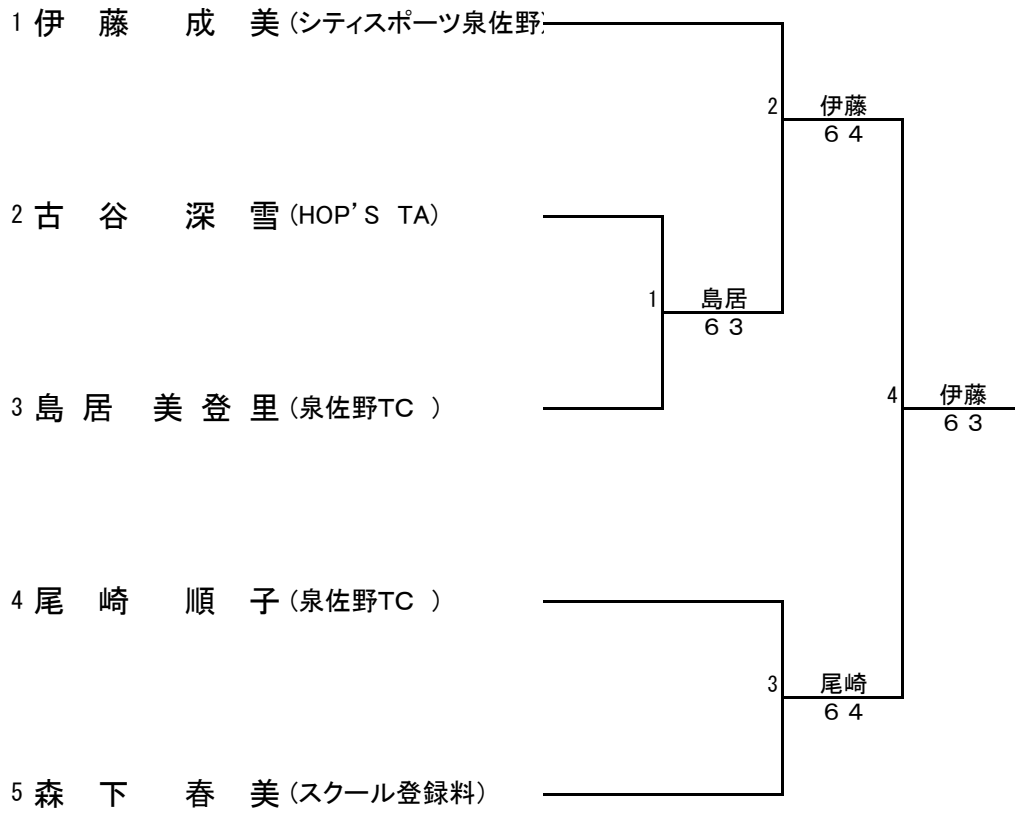 1 伊 藤 成 美 (シティスポーツ泉佐野)
2 伊藤
6 4
2 古 谷 深 雪 (HOP'S TA)
1 島居
6 3
3 島 居 美 登 里 (泉佐野TC )
4 伊藤
6 3
4 尾 崎 順 子 (泉佐野TC )
3 尾崎
6 4
5 森 下 春 美 (スクール登録料)